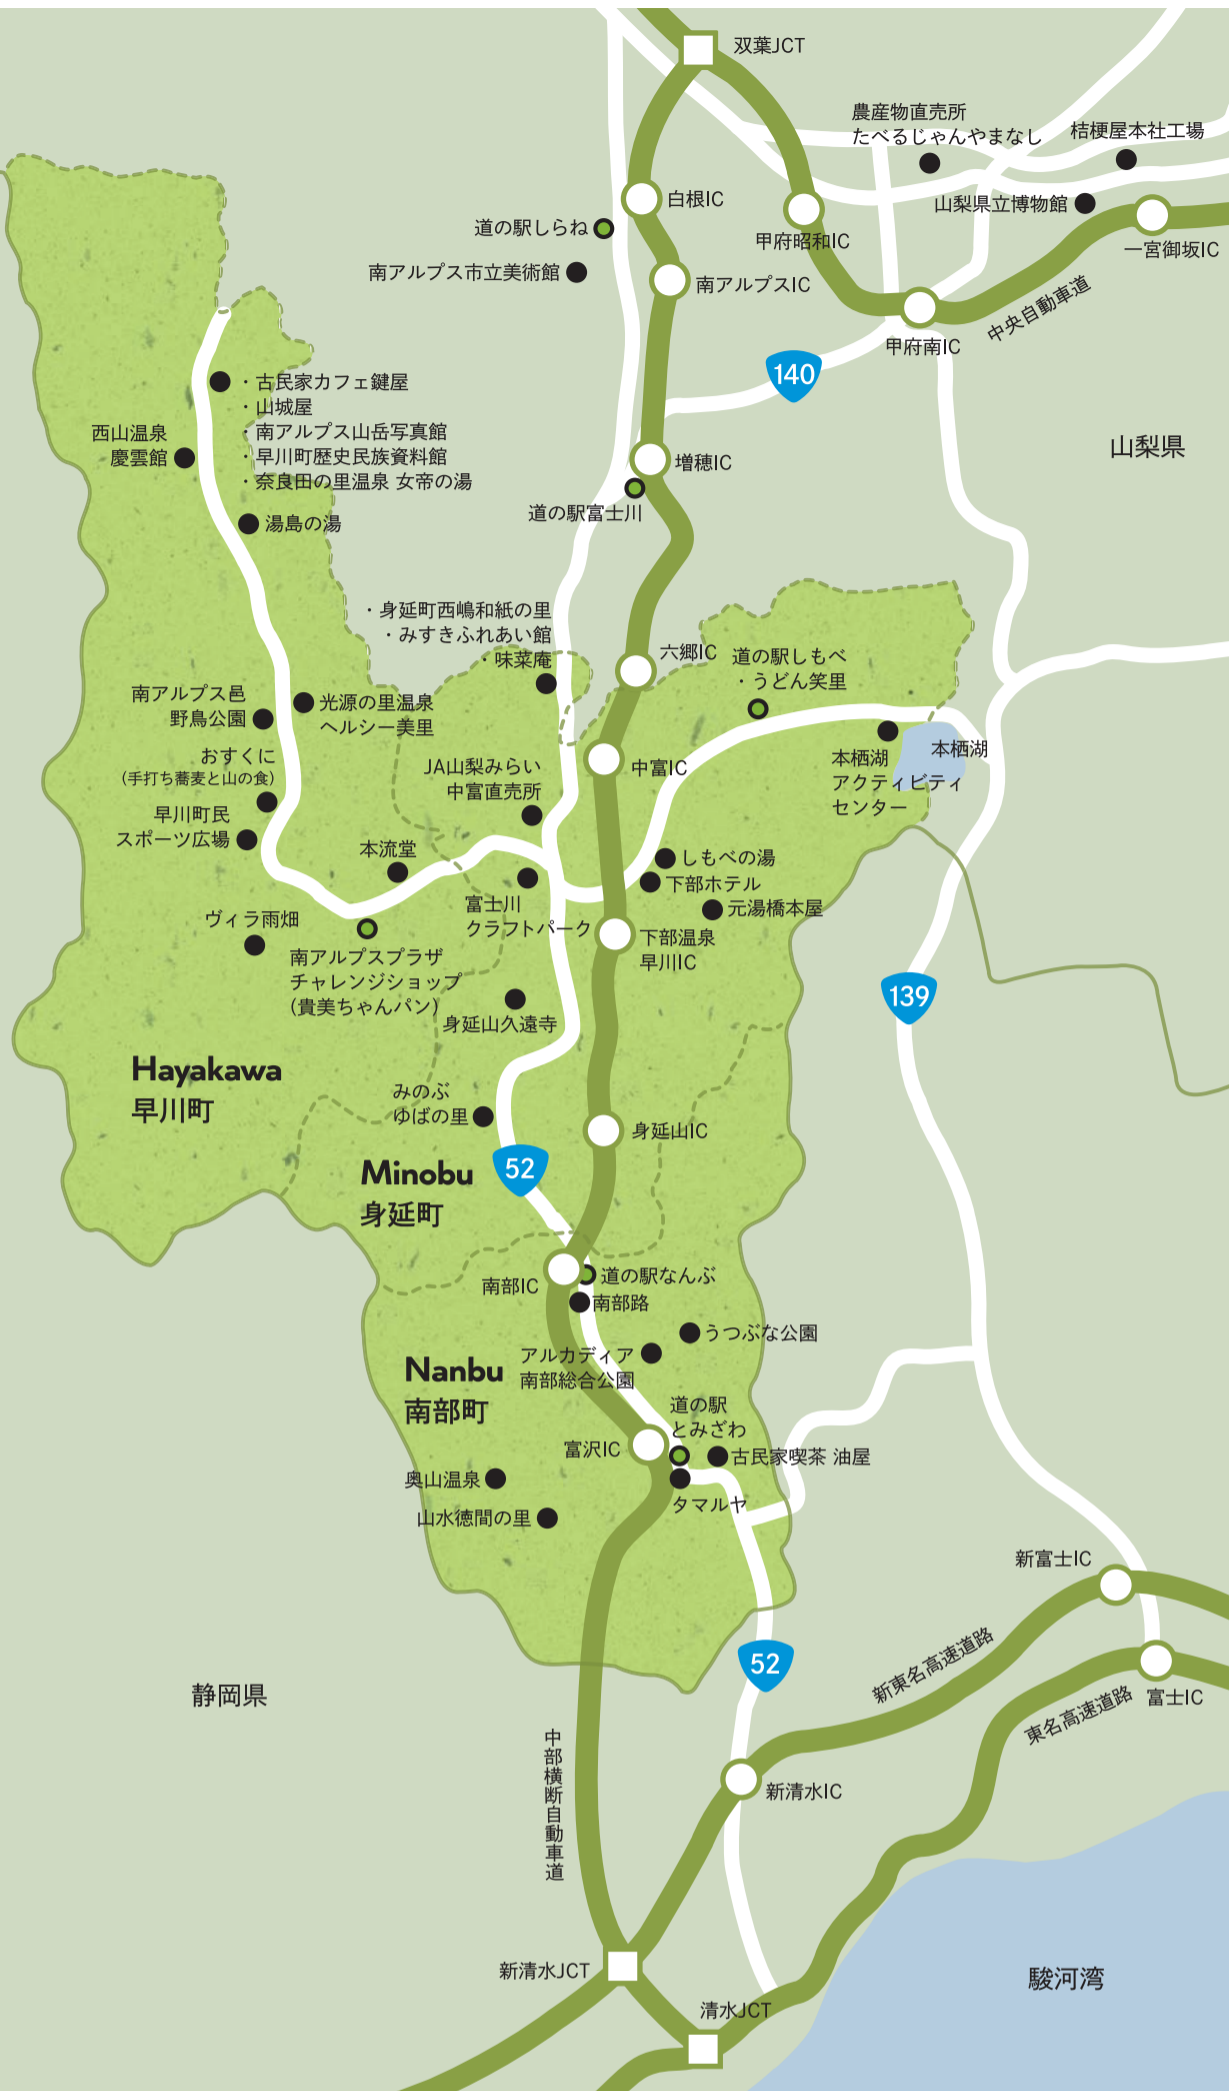 双葉JCT
農産物直売所
たべるじゃんやまなし
桔梗屋本社工場
白根IC
山梨県立博物館
道の駅しらね
甲府昭和IC
一宮御坂IC
南アルプス市立美術館
南アルプスIC
中央自動車道
甲府南IC
140
・古民家カフェ鍵屋
・山城屋
・南アルプス山岳写真館
・早川町歴史民族資料館
・奈良田の里温泉 女帝の湯
西山温泉
慶雲館
山梨県
増穂IC
道の駅富士川
湯島の湯
・身延町西嶋和紙の里
・みすきふれあい館
・味菜庵
六郷IC
道の駅しもべ
・うどん笑里
南アルプス邑
野鳥公園
光源の里温泉
ヘルシー美里
本栖湖
本栖湖
アクティビティ
センター
おすくに
(手打ち蕎麦と山の食)
JA山梨みらい
中富直売所
中富IC
早川町民
スポーツ広場
本流堂
しもべの湯
下部ホテル
元湯橋本屋
富士川
クラフトパーク
ヴィラ雨畑
下部温泉
早川IC
南アルプスプラザ
チャレンジショップ
(貴美ちゃんパン)
139
身延山久遠寺
Hayakawa
早川町
みのぶ
ゆばの里
身延山IC
52
Minobu
身延町
南部IC
道の駅なんぶ
南部路
うつぶな公園
アルカディア
南部総合公園
Nanbu
南部町
道の駅
とみざわ
富沢IC
古民家喫茶 油屋
奥山温泉
タマルヤ
山水徳間の里
新富士IC
52
新東名高速道路
静岡県
富士IC
東名高速道路
中部横断自動車道
新清水IC
新清水JCT
駿河湾
清水JCT